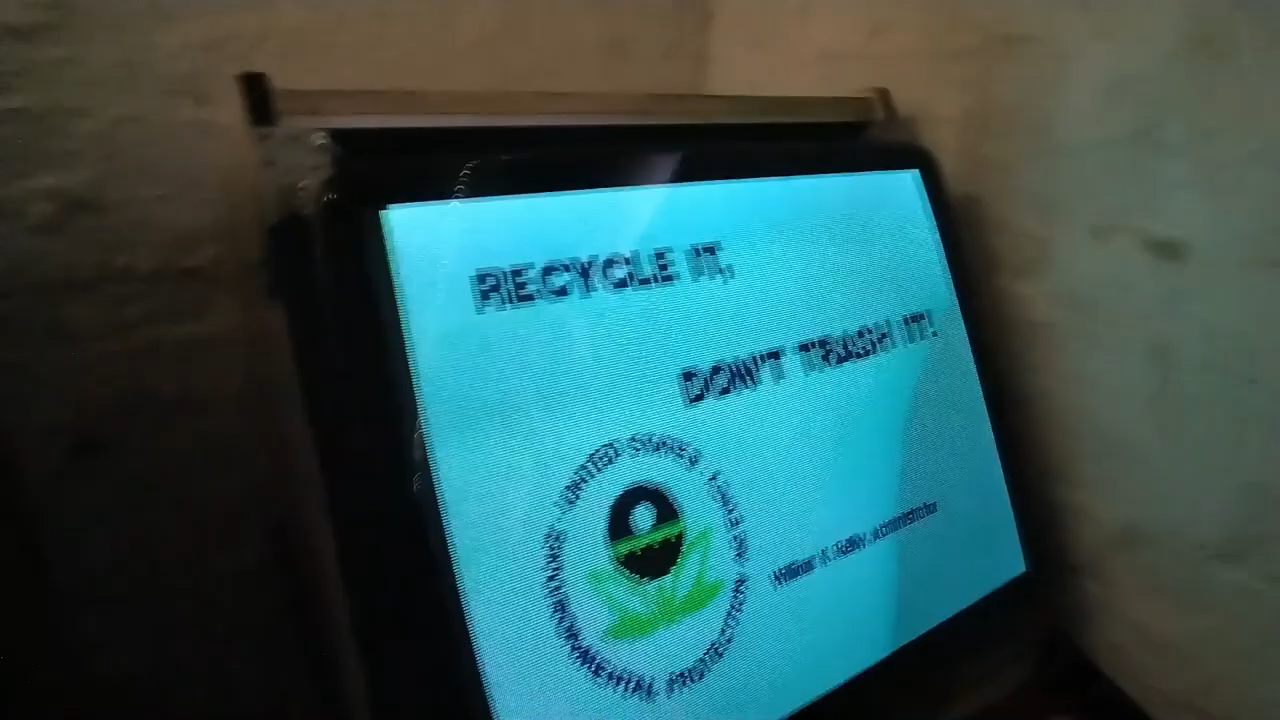 RECYCLE IT,
DON'T TRASH IT!
UNITED STATES
ENVIRONMENTAL PROTECTION AGENCY
William K. Reilly, Administrator